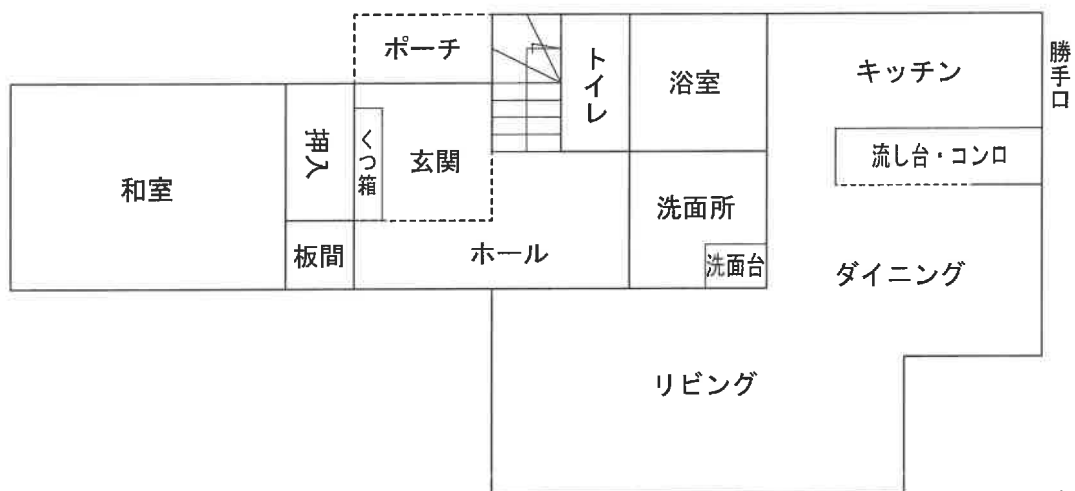 ポーチ
トイレ
浴室
キッチン
勝手口
和室
押入
くつ箱
玄関
流し台・コンロ
洗面所
板間
ホール
洗面台
ダイニング
リビング